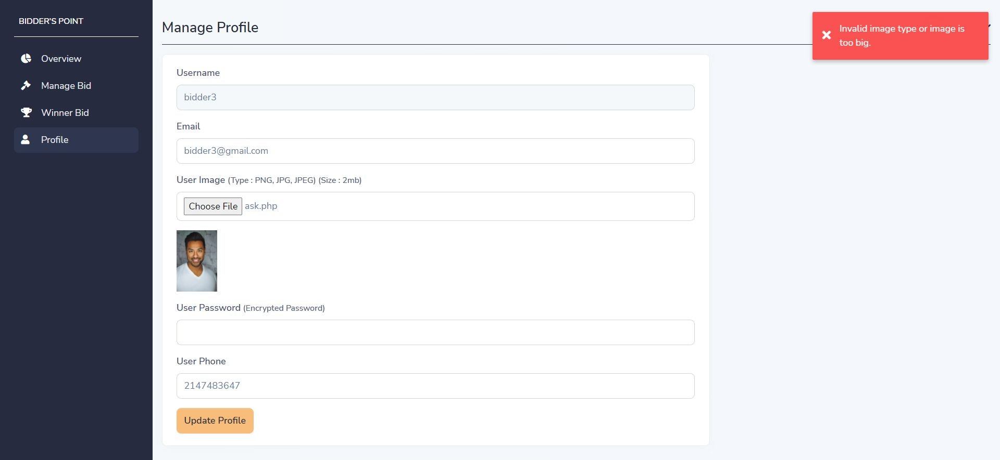 BIDDER'S POINT
Overview
Manage Bid
Winner Bid
Profile
Manage Profile
Invalid image type or image is
too big.
Username
bidder3
Email
bidder3@gmail.com
User Image (Type : PNG, JPG, JPEG) (Size : 2mb)
Choose File ask.php
User Password (Encrypted Password)
User Phone
2147483647
Update Profile